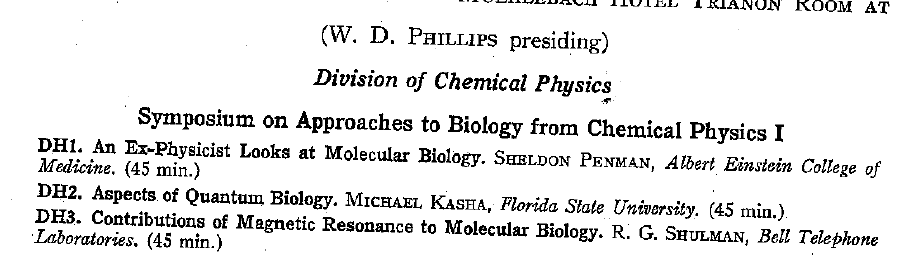 HOTEL TRIANON ROOM AT
(W. D. PHILLIPS presiding)
Division of Chemical Physics
Symposium on Approaches to Biology from Chemical Physics I
DH1. An Ex-Physicist Looks at Molecular Biology. SHELDON PENMAN, Albert Einstein College of
Medicine. (45 min.)
DH2. Aspects of Quantum Biology. MICHAEL KASHA, Florida State University. (45 min.)
DH3. Contributions of Magnetic Resonance to Molecular Biology. R. G. SHULMAN, Bell Telephone
Laboratories. (45 min.)